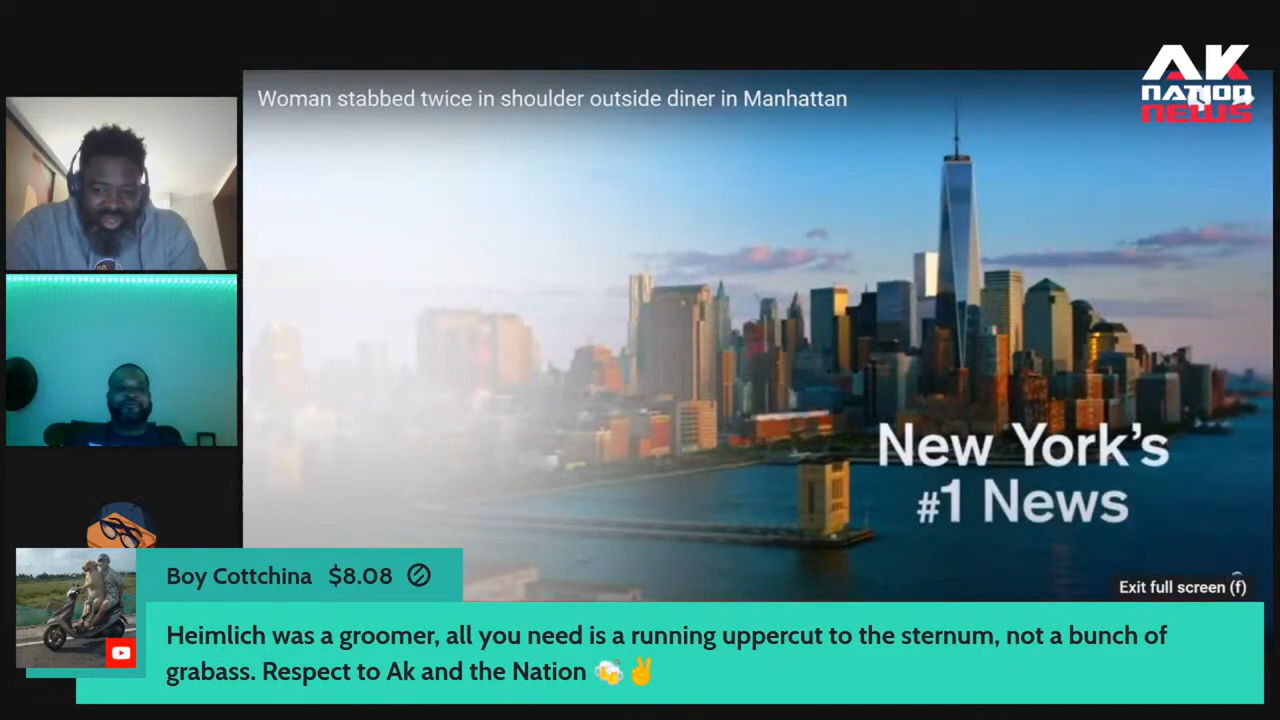 AK
NATION
NEWS
Woman stabbed twice in shoulder outside diner in Manhattan
New York's
#1 News
Exit full screen (f)
Boy Cottchina $8.08
Heimlich was a groomer, all you need is a running uppercut to the sternum, not a bunch of
grabass. Respect to Ak and the Nation 🍻✌️